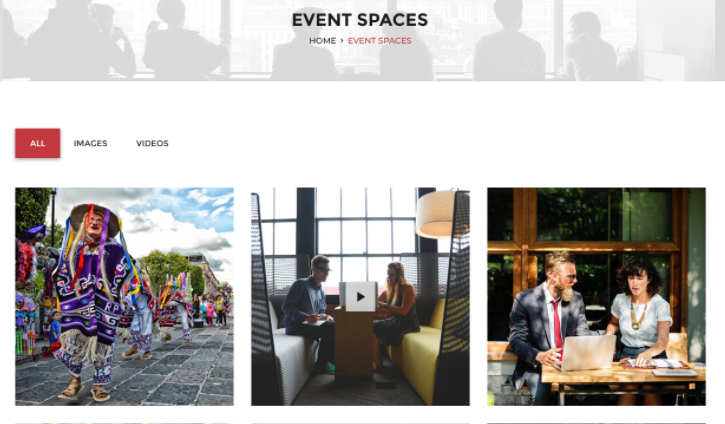 EVENT SPACES
HOME > EVENT SPACES
ALL IMAGES VIDEOS